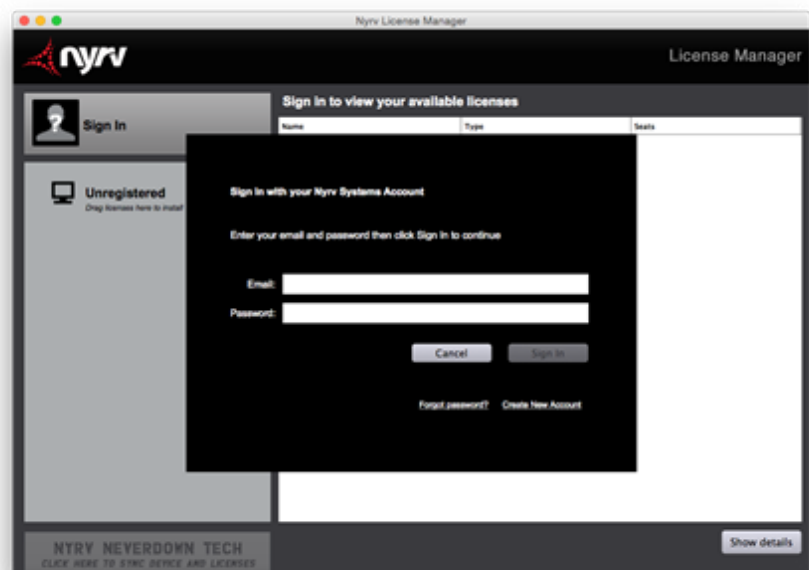 Nyrv License Manager
nyrv
License Manager
Sign In
Sign in to view your available licenses
Name Type Seats
Unregistered
Drag licenses here to install
Sign In with your Nyrv Systems Account
Enter your email and password then click Sign In to continue
Email:
Password:
Cancel Sign In
Forgot password? Create New Account
Show details
NYRV NEVERDOWN TECH
CLICK HERE TO SYNC DEVICE AND LICENSES